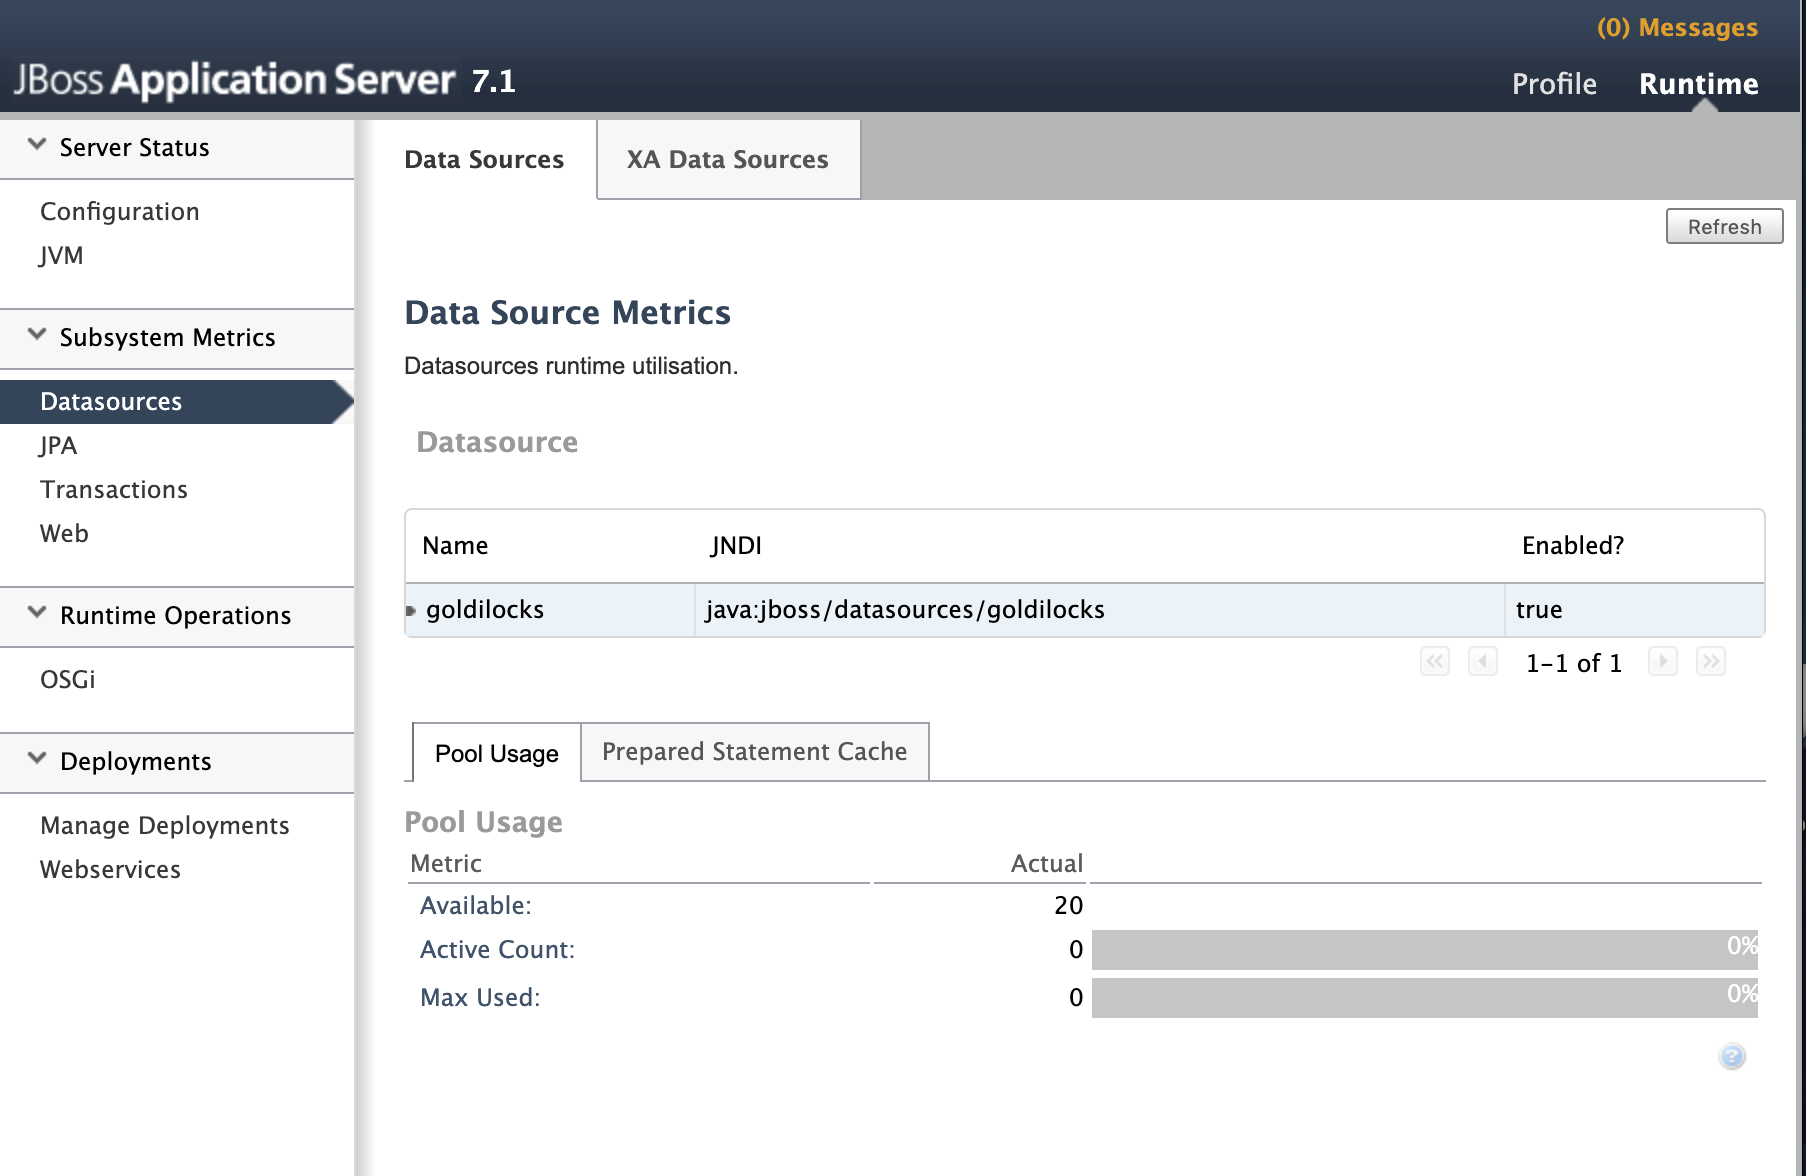 (0) Messages
JBoss Application Server 7.1
Profile Runtime
Server Status
Configuration
JVM
Subsystem Metrics
Datasources
JPA
Transactions
Web
Runtime Operations
OSGi
Deployments
Manage Deployments
Webservices
Data Sources XA Data Sources
Refresh
Data Source Metrics
Datasources runtime utilisation.
Datasource
Name JNDI Enabled?
goldilocks java:jboss/datasources/goldilocks true
1-1 of 1
Pool Usage Prepared Statement Cache
Pool Usage
Metric Actual
Available: 20
Active Count: 0 0%
Max Used: 0 0%
?